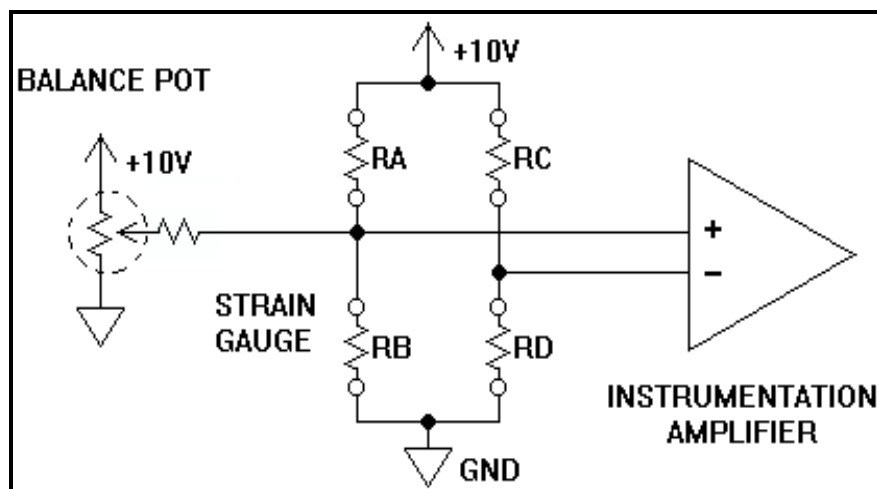 +10V
BALANCE POT
+10V
RA
RC
+
−
STRAIN
GAUGE
RB
RD
INSTRUMENTATION
AMPLIFIER
GND